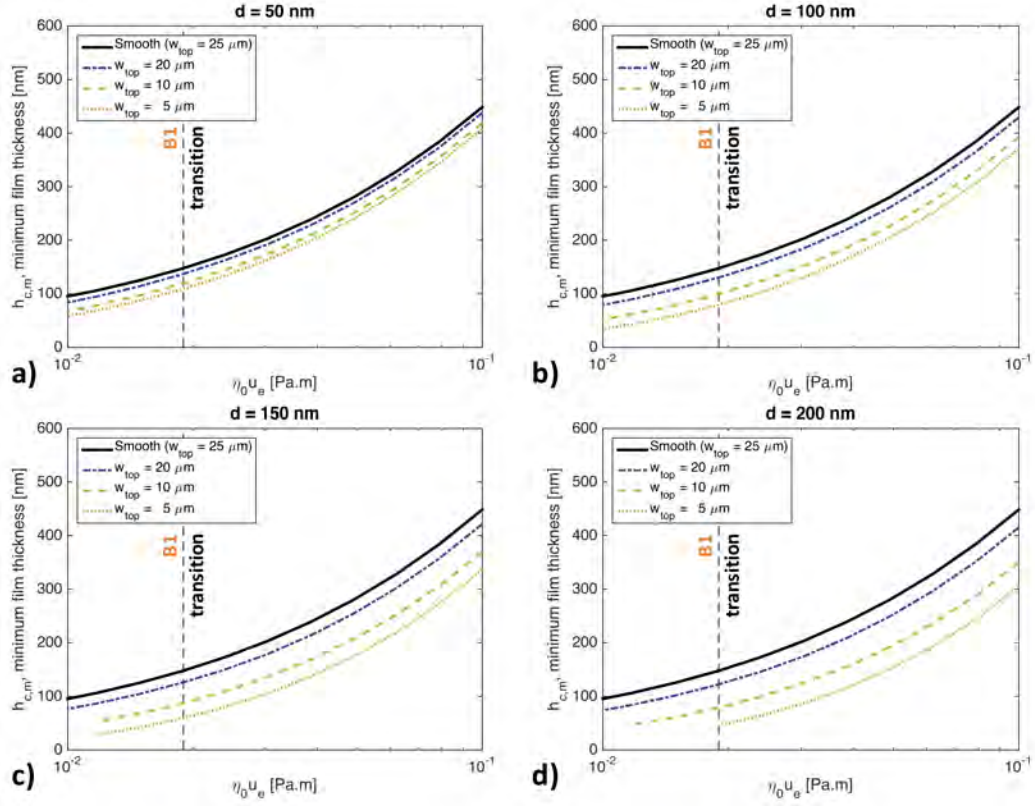 d = 50 nm
600
500
400
300
200
100
0
h_c,m, minimum film thickness [nm]
Smooth (w_top = 25 μm)
w_top = 20 μm
w_top = 10 μm
w_top = 5 μm
B1
transition
10^-2
10^-1
η_0u_e [Pa.m]
a)
d = 100 nm
600
500
400
300
200
100
0
h_c,m, minimum film thickness [nm]
Smooth (w_top = 25 μm)
w_top = 20 μm
w_top = 10 μm
w_top = 5 μm
B1
transition
10^-2
10^-1
η_0u_e [Pa.m]
b)
d = 150 nm
600
500
400
300
200
100
0
h_c,m, minimum film thickness [nm]
Smooth (w_top = 25 μm)
w_top = 20 μm
w_top = 10 μm
w_top = 5 μm
B1
transition
10^-2
10^-1
η_0u_e [Pa.m]
c)
d = 200 nm
600
500
400
300
200
100
0
h_c,m, minimum film thickness [nm]
Smooth (w_top = 25 μm)
w_top = 20 μm
w_top = 10 μm
w_top = 5 μm
B1
transition
10^-2
10^-1
η_0u_e [Pa.m]
d)